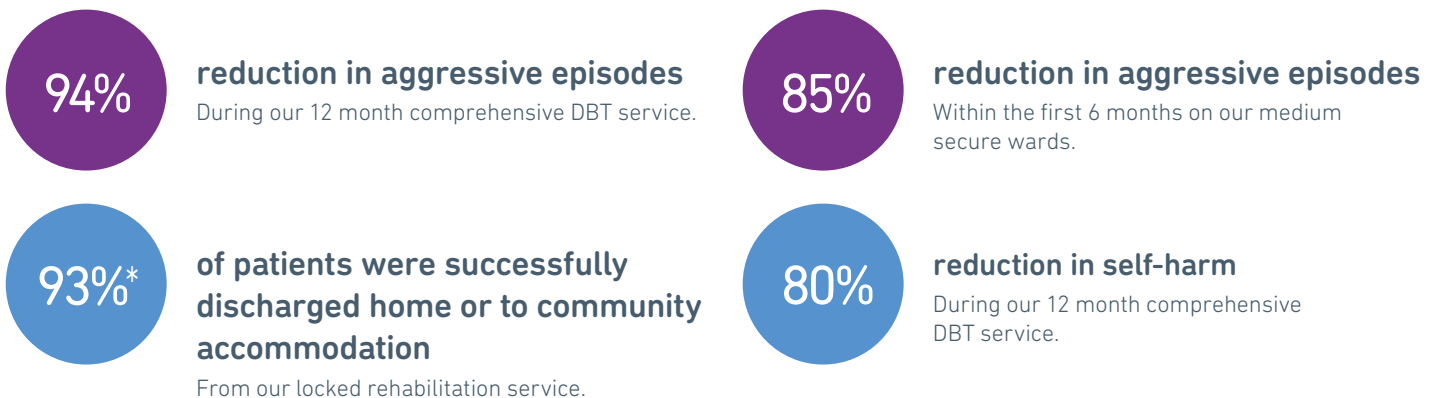 94%
reduction in aggressive episodes
During our 12 month comprehensive DBT service.
85%
reduction in aggressive episodes
Within the first 6 months on our medium
secure wards.
93%*
of patients were successfully
discharged home or to community
accommodation
From our locked rehabilitation service.
80%
reduction in self-harm
During our 12 month comprehensive
DBT service.